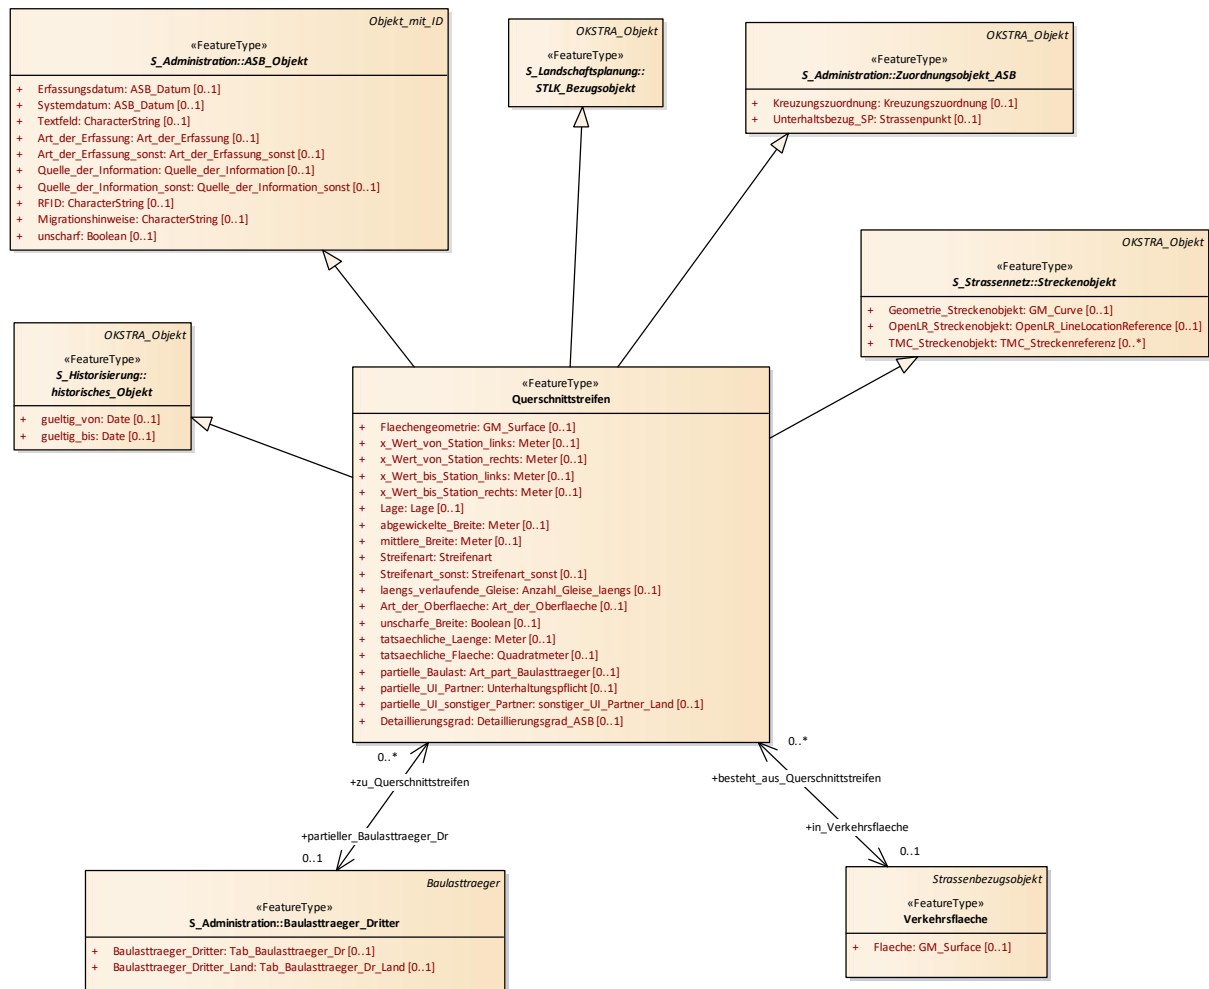 Objekt_mit_ID
«FeatureType»
S_Administration::ASB_Objekt
+ Erfassungsdatum: ASB_Datum [0..1]
+ Systemdatum: ASB_Datum [0..1]
+ Textfeld: CharacterString [0..1]
+ Art_der_Erfassung: Art_der_Erfassung [0..1]
+ Art_der_Erfassung_sonst: Art_der_Erfassung_sonst [0..1]
+ Quelle_der_Information: Quelle_der_Information [0..1]
+ Quelle_der_Information_sonst: Quelle_der_Information_sonst [0..1]
+ RFID: CharacterString [0..1]
+ Migrationshinweise: CharacterString [0..1]
+ unscharf: Boolean [0..1]
OKSTRA_Objekt
«FeatureType»
S_Landschaftsplanung::
STLK_Bezugsobjekt
OKSTRA_Objekt
«FeatureType»
S_Administration::Zuordnungsobjekt_ASB
+ Kreuzungszuordnung: Kreuzungszuordnung [0..1]
+ Unterhaltsbezug_SP: Strassenpunkt [0..1]
OKSTRA_Objekt
«FeatureType»
S_Strassennetz::Streckenobjekt
+ Geometrie_Streckenobjekt: GM_Curve [0..1]
+ OpenLR_Streckenobjekt: OpenLR_LineLocationReference [0..1]
+ TMC_Streckenobjekt: TMC_Streckenreferenz [0..*]
OKSTRA_Objekt
«FeatureType»
S_Historisierung::
historisches_Objekt
+ gueltig_von: Date [0..1]
+ gueltig_bis: Date [0..1]
«FeatureType»
Querschnittstreifen
+ Flaechengeometrie: GM_Surface [0..1]
+ x_Wert_von_Station_links: Meter [0..1]
+ x_Wert_von_Station_rechts: Meter [0..1]
+ x_Wert_bis_Station_links: Meter [0..1]
+ x_Wert_bis_Station_rechts: Meter [0..1]
+ Lage: Lage [0..1]
+ abgewickelte_Breite: Meter [0..1]
+ mittlere_Breite: Meter [0..1]
+ Streifenart: Streifenart
+ Streifenart_sonst: Streifenart_sonst [0..1]
+ laengs_verlaufende_Gleise: Anzahl_Gleise_laengs [0..1]
+ Art_der_Oberflaeche: Art_der_Oberflaeche [0..1]
+ unscharfe_Breite: Boolean [0..1]
+ tatsaechliche_Laenge: Meter [0..1]
+ tatsaechliche_Flaeche: Quadratmeter [0..1]
+ partielle_Baulast: Art_part_Baulasttraeger [0..1]
+ partielle_UI_Partner: Unterhaltungspflicht [0..1]
+ partielle_UI_sonstiger_Partner: sonstiger_UI_Partner_Land [0..1]
+ Detaillierungsgrad: Detaillierungsgrad_ASB [0..1]
0..*
+zu_Querschnittstreifen
+partieller_Baulasttraeger_Dr
0..1
0..*
+besteht_aus_Querschnittstreifen
+in_Verkehrsflaeche
0..1
Baulasttraeger
«FeatureType»
S_Administration::Baulasttraeger_Dritter
+ Baulasttraeger_Dritter: Tab_Baulasttraeger_Dr [0..1]
+ Baulasttraeger_Dritter_Land: Tab_Baulasttraeger_Dr_Land [0..1]
Strassenbezugsobjekt
«FeatureType»
Verkehrsflaeche
+ Flaeche: GM_Surface [0..1]